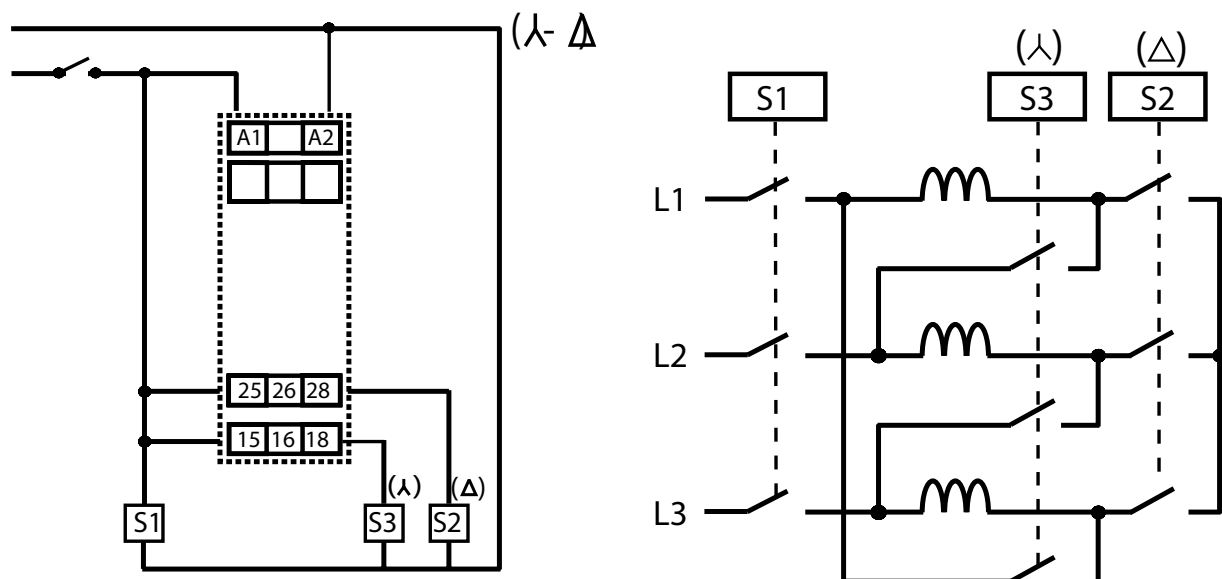 (⅄- Δ)
A1 A2
25 26 28
15 16 18
(⅄) (Δ)
S1 S3 S2
(⅄) (△)
S1 S3 S2
L1
L2
L3